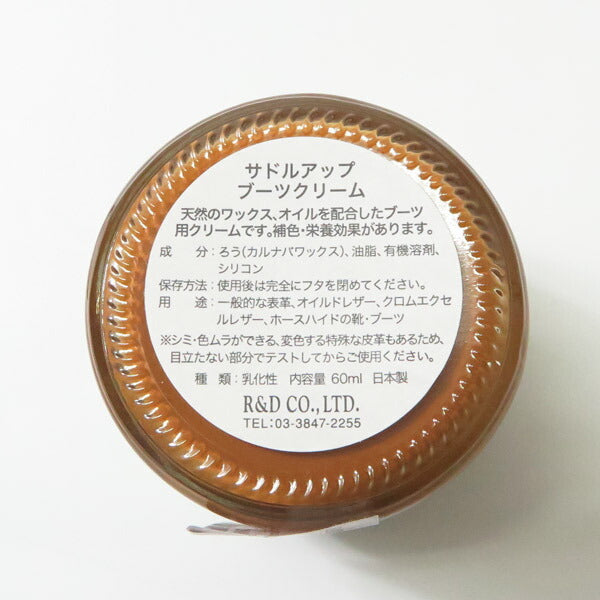 サドルアップ
ブーツクリーム
天然のワックス、オイルを配合したブーツ
用クリームです。補色・栄養効果があります。
成　分：ろう(カルナバワックス)、油脂、有機溶剤、
シリコン
保存方法：使用後は完全にフタを閉めてください。
用　途：一般的な表革、オイルドレザー、クロムエクセ
ルレザー、ホースハイドの靴・ブーツ
※シミ・色ムラができる、変色する特殊な皮革もあるため、
目立たない部分でテストしてからご使用ください。
種　類：乳化性　内容量 60ml　日本製
R&D CO., LTD.
TEL:03-3847-2255